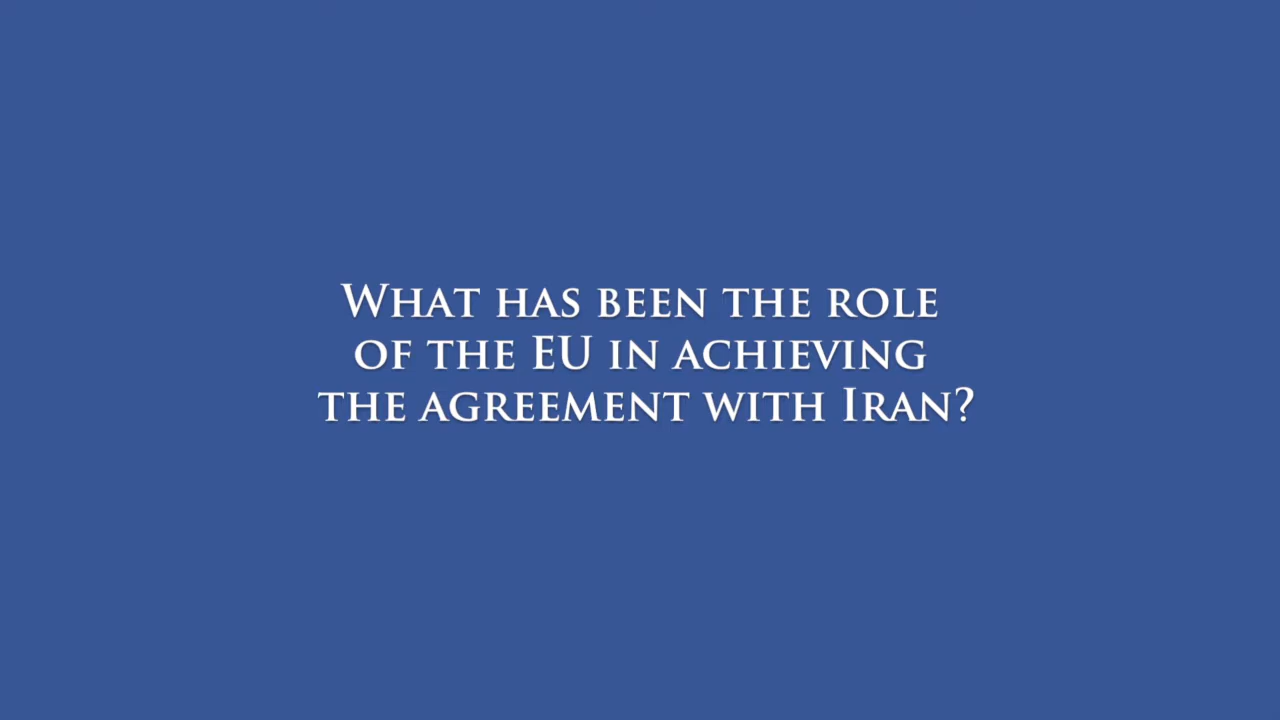 What has been the role
of the EU in achieving
the agreement with Iran?